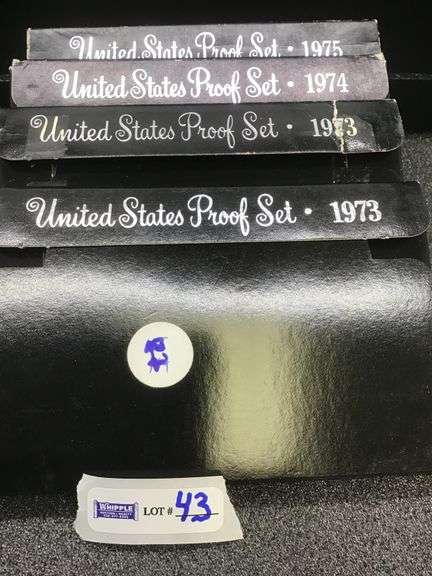 United States Proof Set • 1975
United States Proof Set • 1974
United States Proof Set • 1973
United States Proof Set • 1973
WHIPPLE
LOT # 43